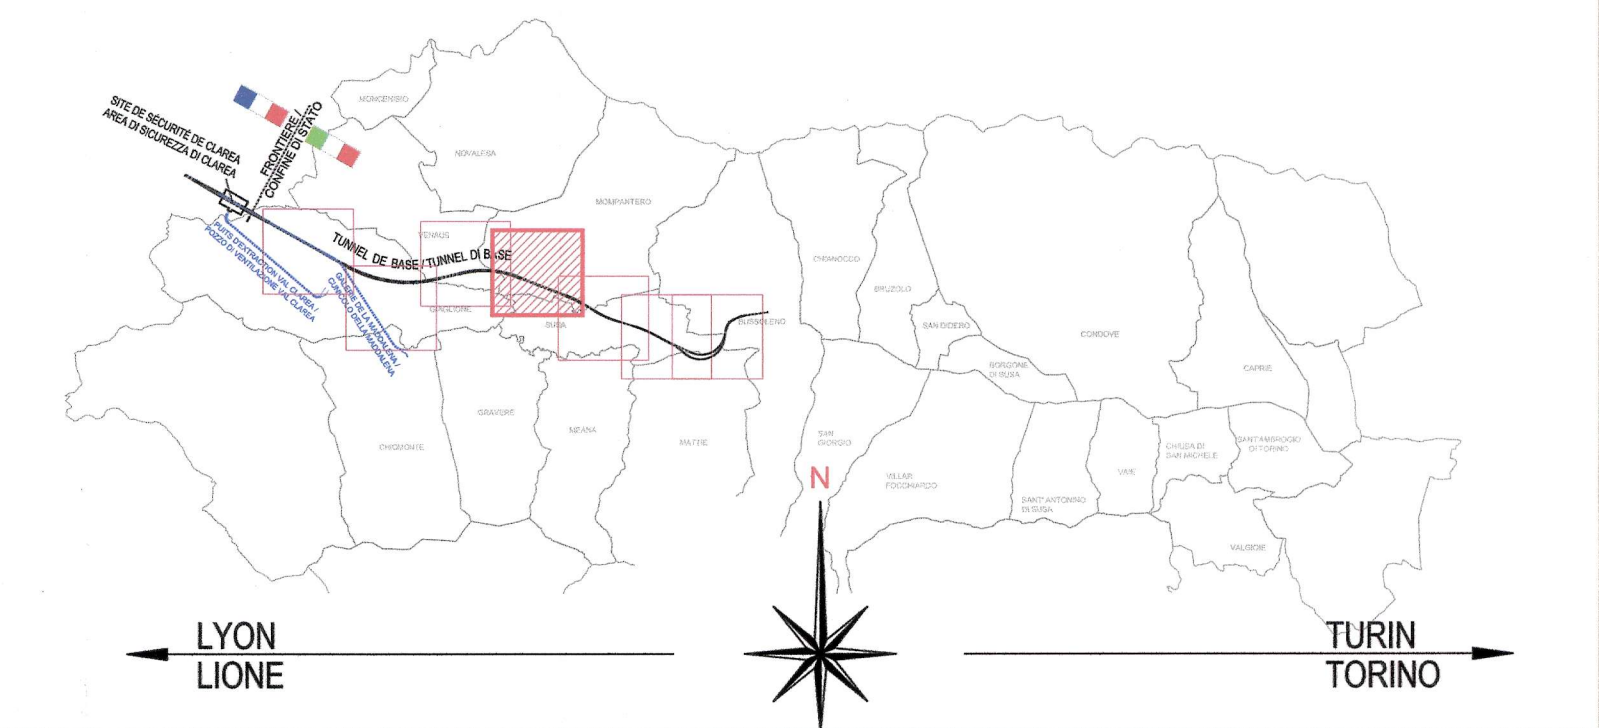 MONCENISIO
SITE DE SÉCURITÉ DE CLAREA
AREA DI SICUREZZA DI CLAREA
FRONTIERE /
CONFINE DI STATO
NOVALESA
MOMPANTERO
VENAUS
TUNNEL DE BASE / TUNNEL DI BASE
PUITS D'EXTRACTION VAL CLAREA /
POZZO DI VENTILAZIONE VAL CLAREA
GALERIE DE LA MADDALENA /
CUNICOLO DELLA MADDALENA
GIAGLIONE
SUSA
BUSSOLENO
CHIANOCCO
BRUZOLO
SAN DIDERO
CONDOVE
BORGONE
DI SUSA
CAPRIE
CHIOMONTE
GRAVERE
MEANA
MATTIE
SAN
GIORGIO
VILLAR
FOCCHIARDO
SANT'ANTONINO
DI SUSA
VAIE
CHIUSA DI
SAN MICHELE
SANT'AMBROGIO
DI TORINO
VALGIOIE
N
LYON
LIONE
TURIN
TORINO